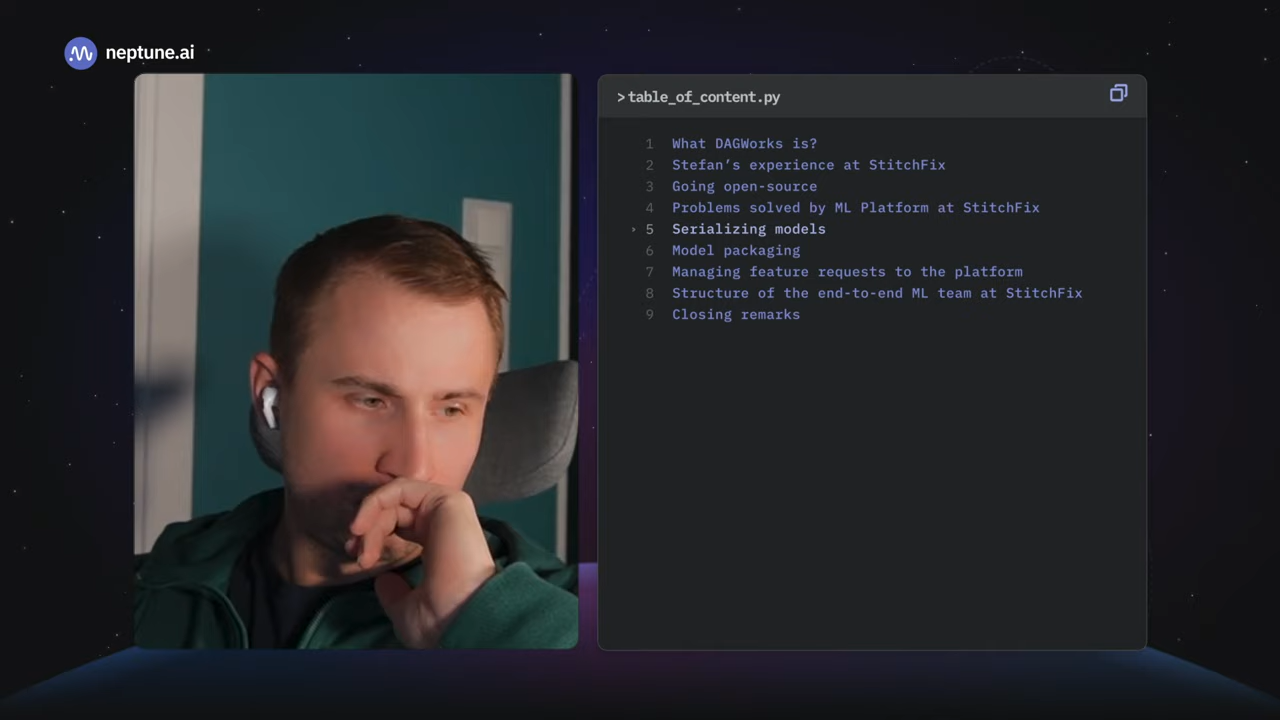 neptune.ai
>table_of_content.py
1 What DAGWorks is?
2 Stefan’s experience at StitchFix
3 Going open-source
4 Problems solved by ML Platform at StitchFix
› 5 Serializing models
6 Model packaging
7 Managing feature requests to the platform
8 Structure of the end-to-end ML team at StitchFix
9 Closing remarks